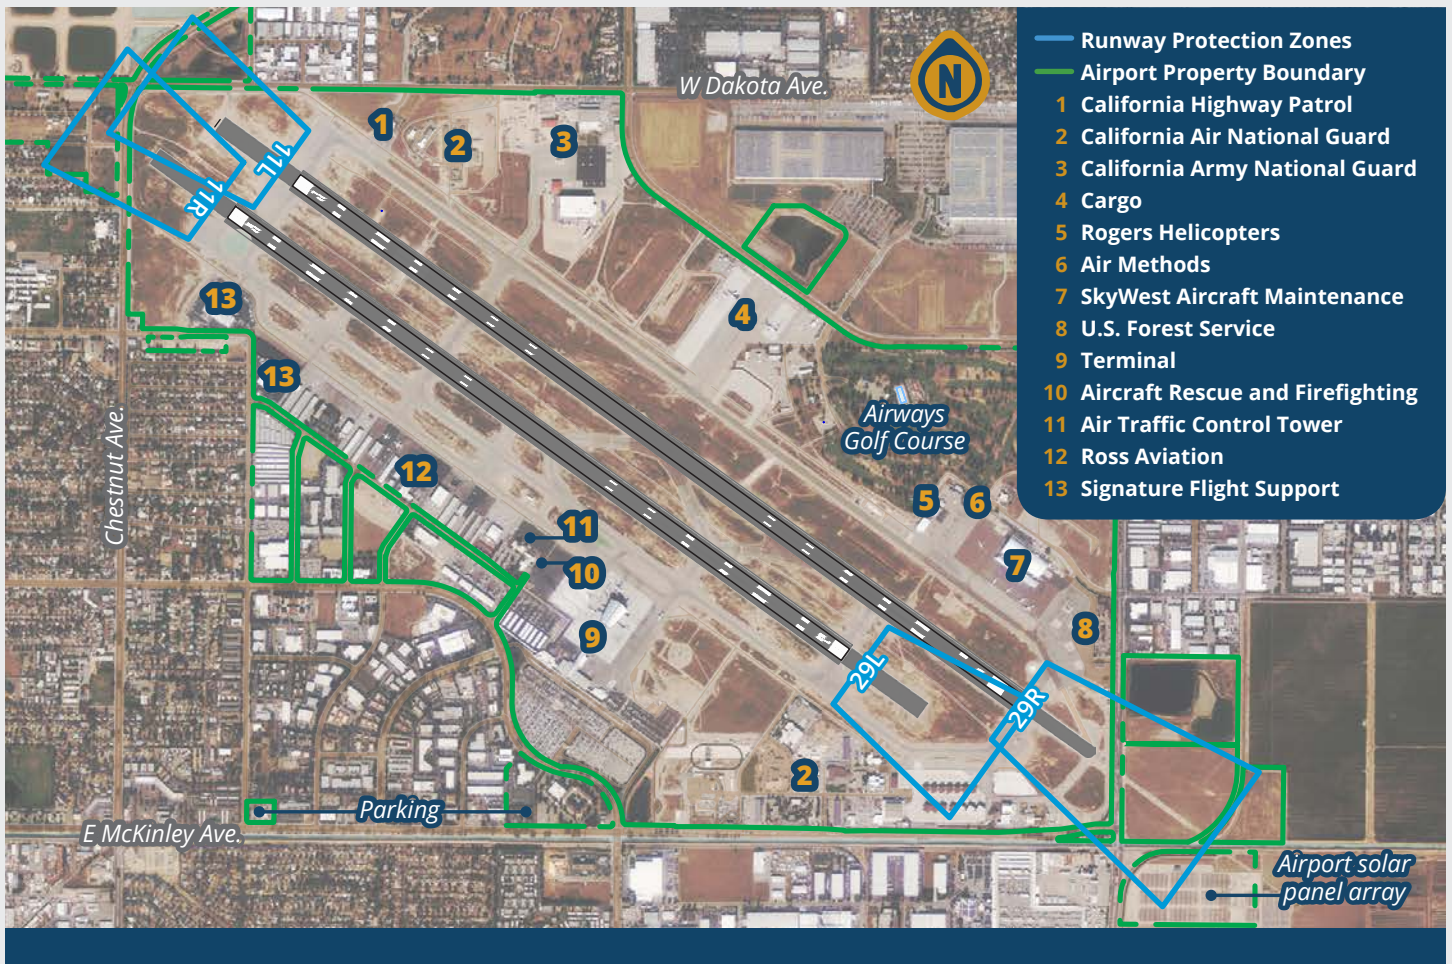 W Dakota Ave.
N
Runway Protection Zones
Airport Property Boundary
1 California Highway Patrol
2 California Air National Guard
3 California Army National Guard
4 Cargo
5 Rogers Helicopters
6 Air Methods
7 SkyWest Aircraft Maintenance
8 U.S. Forest Service
9 Terminal
10 Aircraft Rescue and Firefighting
11 Air Traffic Control Tower
12 Ross Aviation
13 Signature Flight Support
1
2
3
11L
11R
13
4
13
Airways
Golf Course
Chestnut Ave.
12
5
6
11
10
7
9
8
29L
29R
2
Parking
E McKinley Ave.
Airport solar
panel array